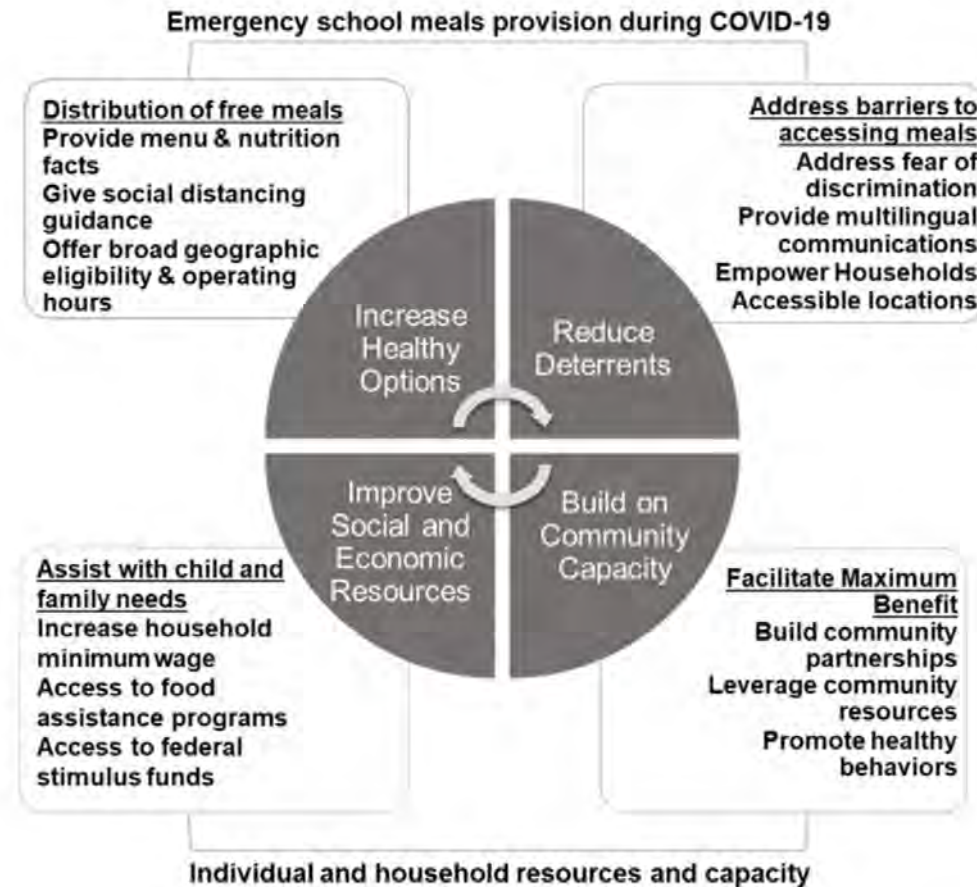 Emergency school meals provision during COVID-19
Distribution of free meals
Provide menu & nutrition
facts
Give social distancing
guidance
Offer broad geographic
eligibility & operating
hours
Address barriers to
accessing meals
Address fear of
discrimination
Provide multilingual
communications
Empower Households
Accessible locations
Increase
Healthy
Options
Reduce
Deterrents
Improve
Social and
Economic
Resources
Build on
Community
Capacity
Assist with child and
family needs
Increase household
minimum wage
Access to food
assistance programs
Access to federal
stimulus funds
Facilitate Maximum
Benefit
Build community
partnerships
Leverage community
resources
Promote healthy
behaviors
Individual and household resources and capacity